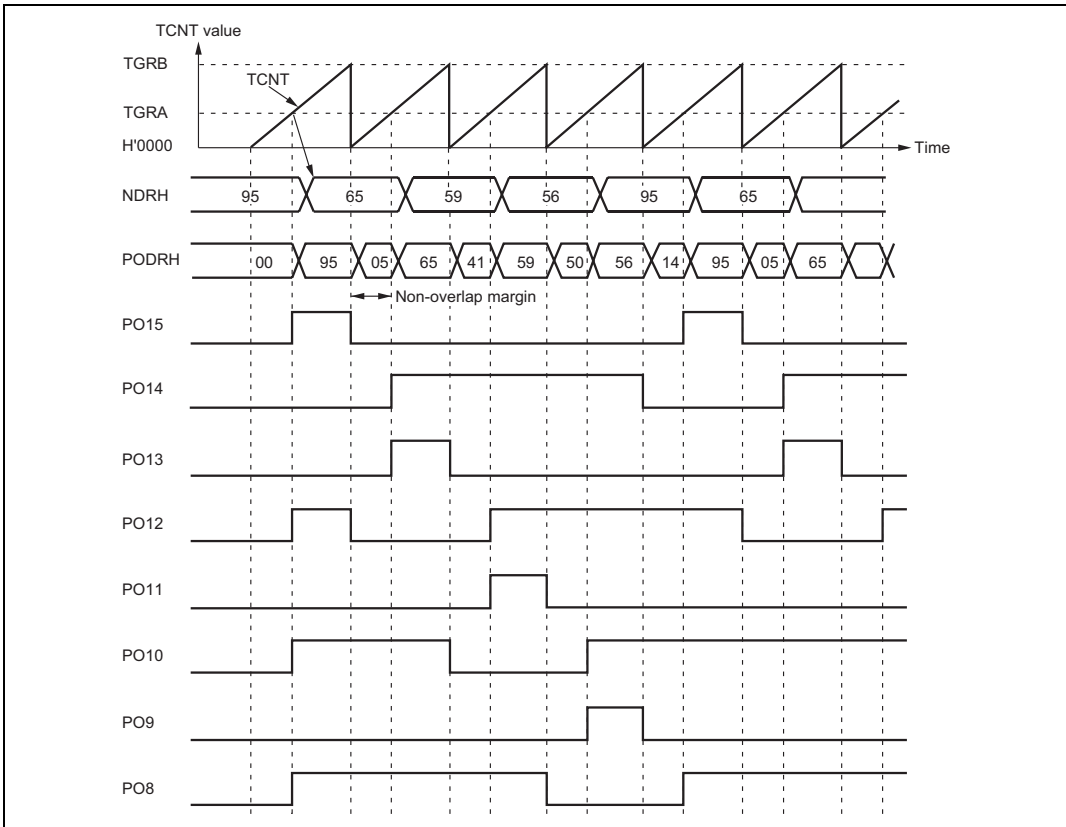 TCNT value
TGRB
TCNT
TGRA
H'0000
Time
NDRH 95 65 59 56 95 65
PODRH 00 95 05 65 41 59 50 56 14 95 05 65
Non-overlap margin
PO15
PO14
PO13
PO12
PO11
PO10
PO9
PO8